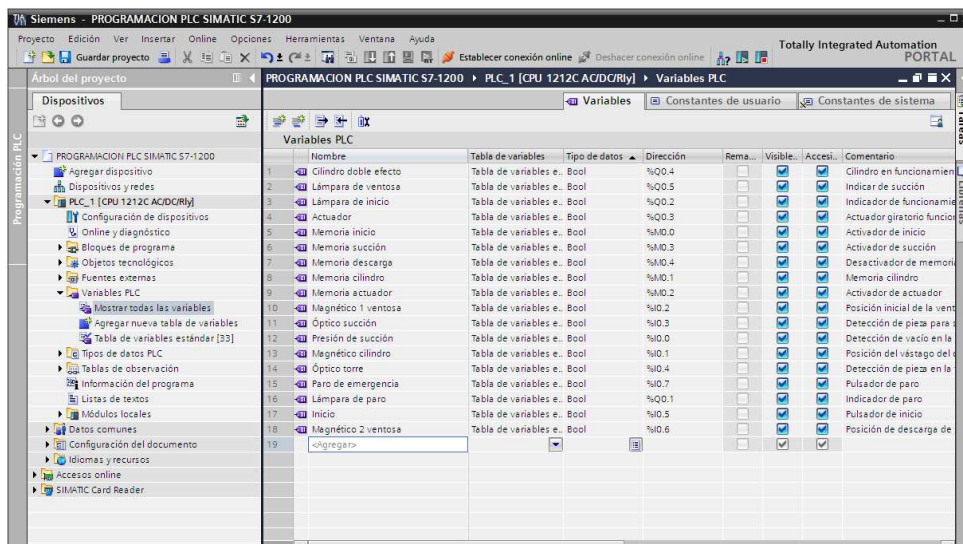 Siemens - PROGRAMACION PLC SIMATIC S7-1200
Proyecto Edición Ver Insertar Online Opciones Herramientas Ventana Ayuda
Totally Integrated Automation
PORTAL
Guardar proyecto Establecer conexión online Deshacer conexión online
Árbol del proyecto
PROGRAMACION PLC SIMATIC S7-1200 PLC_1 [CPU 1212C AC/DC/Rly] Variables PLC
Dispositivos
Variables Constantes de usuario Constantes de sistema
Programación PLC
Tareas
Librerías
PROGRAMACION PLC SIMATIC S7-1200
Agregar dispositivo
Dispositivos y redes
PLC_1 [CPU 1212C AC/DC/Rly]
Configuración de dispositivos
Online y diagnóstico
Bloques de programa
Objetos tecnológicos
Fuentes externas
Variables PLC
Mostrar todas las variables
Agregar nueva tabla de variables
Tabla de variables estándar [33]
Tipos de datos PLC
Tablas de observación
Información del programa
Listas de textos
Módulos locales
Datos comunes
Configuración del documento
Idiomas y recursos
Accesos online
SIMATIC Card Reader
Variables PLC
Nombre Tabla de variables Tipo de datos Dirección Rema... Visible.. Accesi.. Comentario
1 Cilindro doble efecto Tabla de variables e.. Bool %Q0.4 Cilindro en funcionamien
2 Lámpara de ventosa Tabla de variables e.. Bool %Q0.5 Indicar de succión
3 Lámpara de inicio Tabla de variables e.. Bool %Q0.2 Indicador de funcionamie
4 Actuador Tabla de variables e.. Bool %Q0.3 Actuador giratorio funcion
5 Memoria inicio Tabla de variables e.. Bool %M0.0 Activador de inicio
6 Memoria succión Tabla de variables e.. Bool %M0.3 Activador de succión
7 Memoria descarga Tabla de variables e.. Bool %M0.4 Desactivador de memori
8 Memoria cilindro Tabla de variables e.. Bool %M0.1 Memoria cilindro
9 Memoria actuador Tabla de variables e.. Bool %M0.2 Activador de actuador
10 Magnético 1 ventosa Tabla de variables e.. Bool %I0.2 Posición inicial de la vent
11 Óptico succión Tabla de variables e.. Bool %I0.3 Detección de pieza para s
12 Presión de succión Tabla de variables e.. Bool %I0.0 Detección de vacío en la
13 Magnético cilindro Tabla de variables e.. Bool %I0.1 Posición del vástago del c
14 Óptico torre Tabla de variables e.. Bool %I0.4 Detección de pieza en la
15 Paro de emergencia Tabla de variables e.. Bool %I0.7 Pulsador de paro
16 Lámpara de paro Tabla de variables e.. Bool %Q0.1 Indicador de paro
17 Inicio Tabla de variables e.. Bool %I0.5 Pulsador de inicio
18 Magnético 2 ventosa Tabla de variables e.. Bool %I0.6 Posición de descarga de
19 <Agregar>